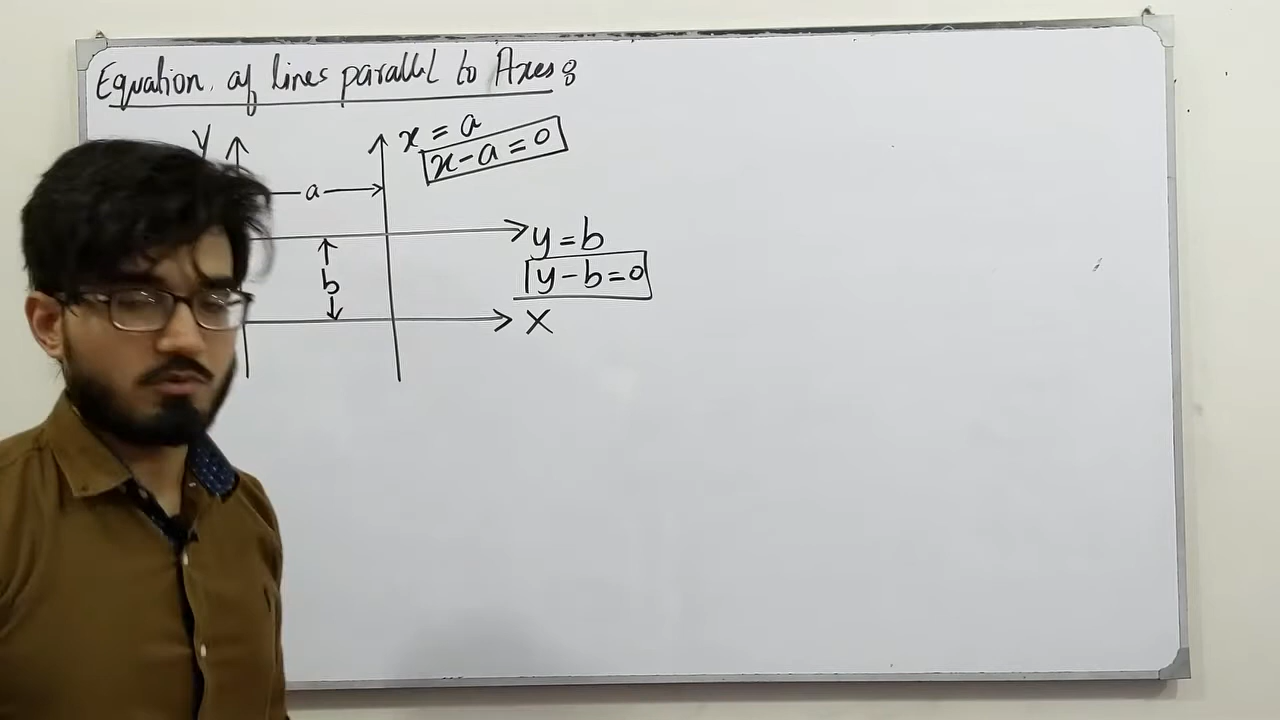 Equation of lines parallel to Axes:
Y
x = a
x-a=0
a
y=b
y-b=0
b
X